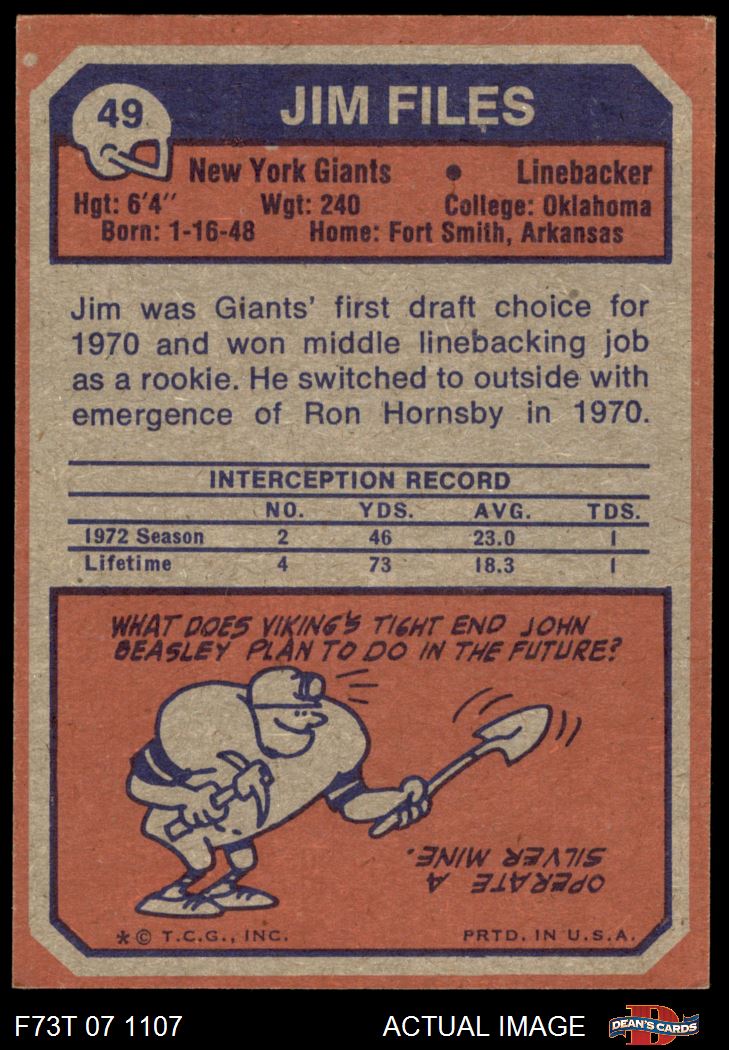 49
JIM FILES
New York Giants • Linebacker
Hgt: 6'4" Wgt: 240 College: Oklahoma
Born: 1-16-48 Home: Fort Smith, Arkansas
Jim was Giants' first draft choice for
1970 and won middle linebacking job
as a rookie. He switched to outside with
emergence of Ron Hornsby in 1970.
INTERCEPTION RECORD
NO. YDS. AVG. TDS.
1972 Season 2 46 23.0 1
Lifetime 4 73 18.3 1
WHAT DOES VIKING'S TIGHT END JOHN
BEASLEY PLAN TO DO IN THE FUTURE?
OPERATE A
SILVER MINE.
* © T.C.G., INC. PRTD. IN U.S.A.
F73T 07 1107 ACTUAL IMAGE D DEAN'S CARDS